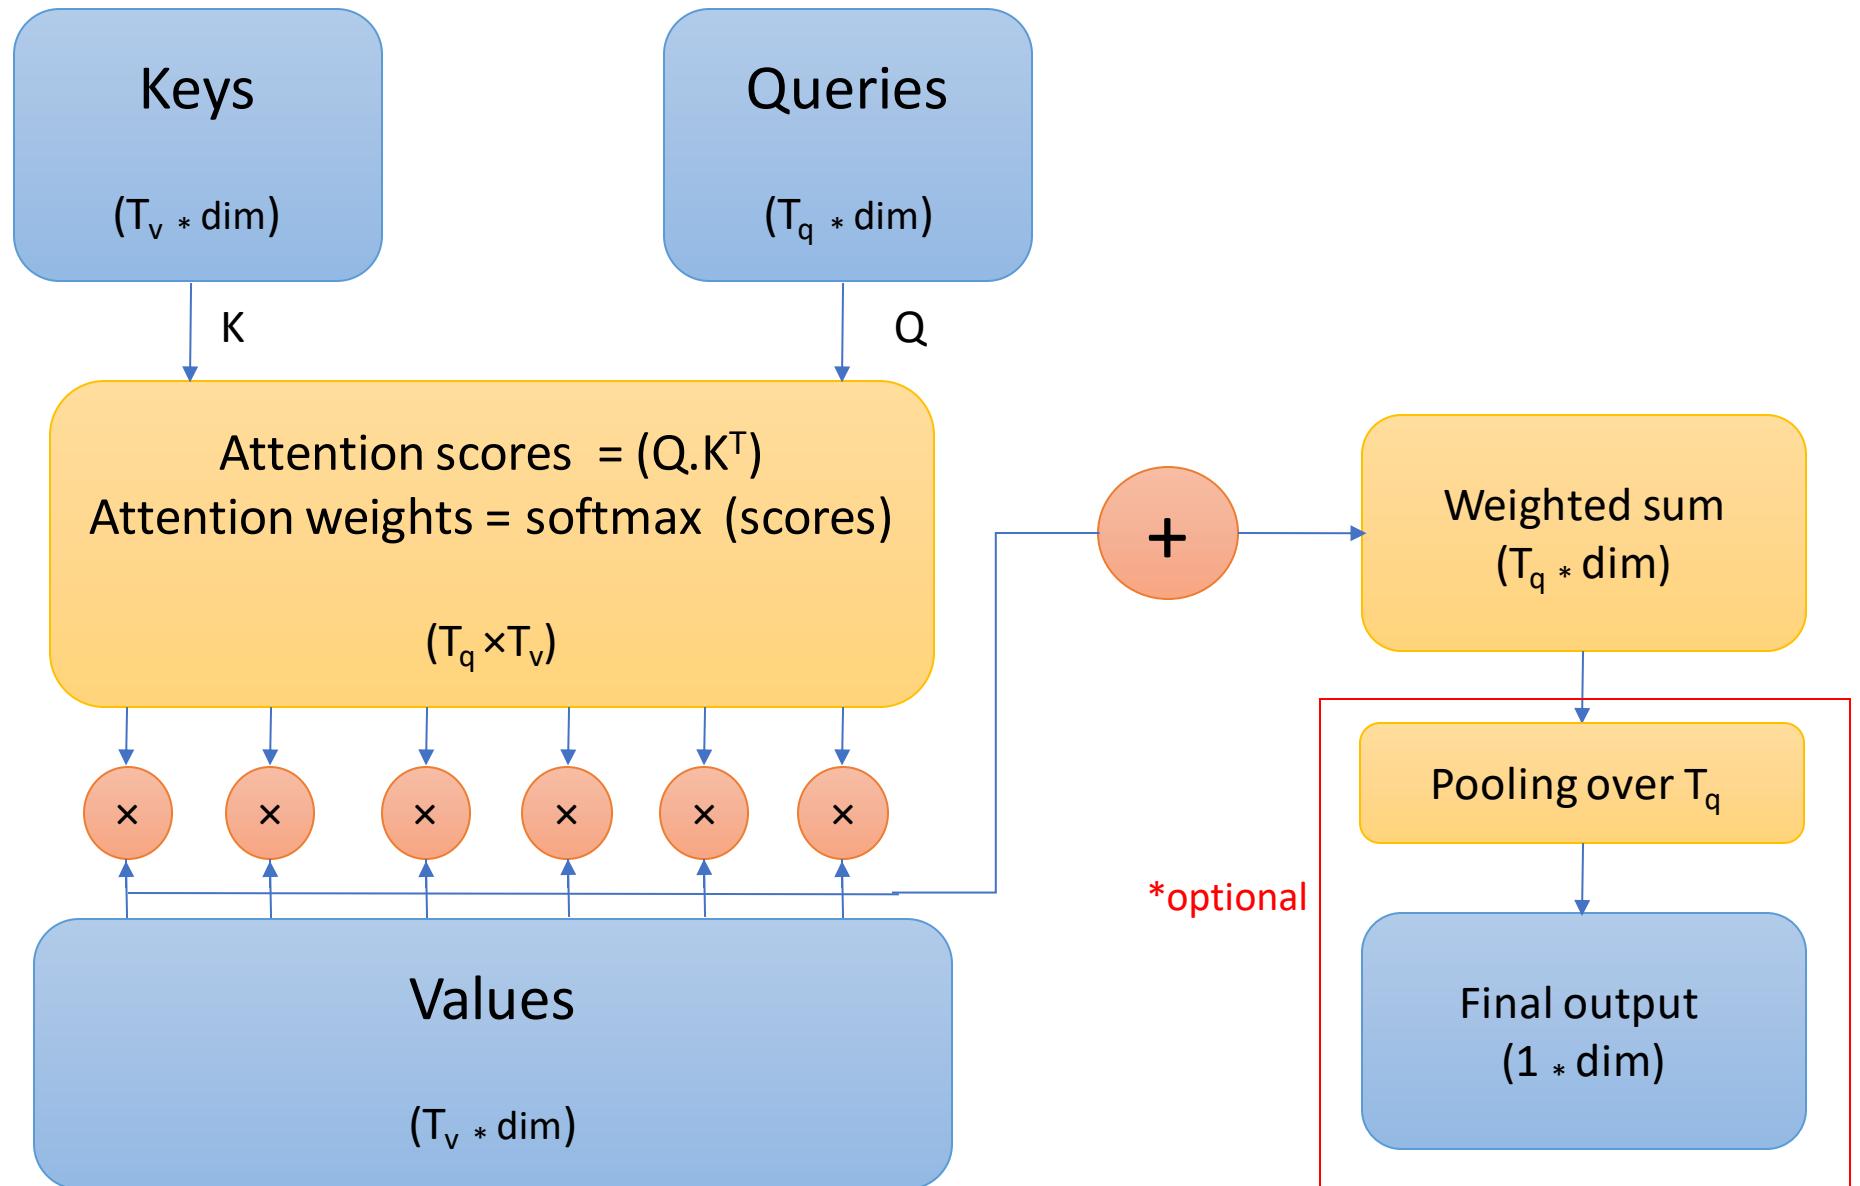 Keys
(Tv * dim)
Queries
(Tq * dim)
K
Q
Attention scores = (Q.K^T)
Attention weights = softmax (scores)
(Tq ×Tv)
× × × × × ×
Values
(Tv * dim)
+
Weighted sum
(Tq * dim)
Pooling over Tq
*optional
Final output
(1 * dim)